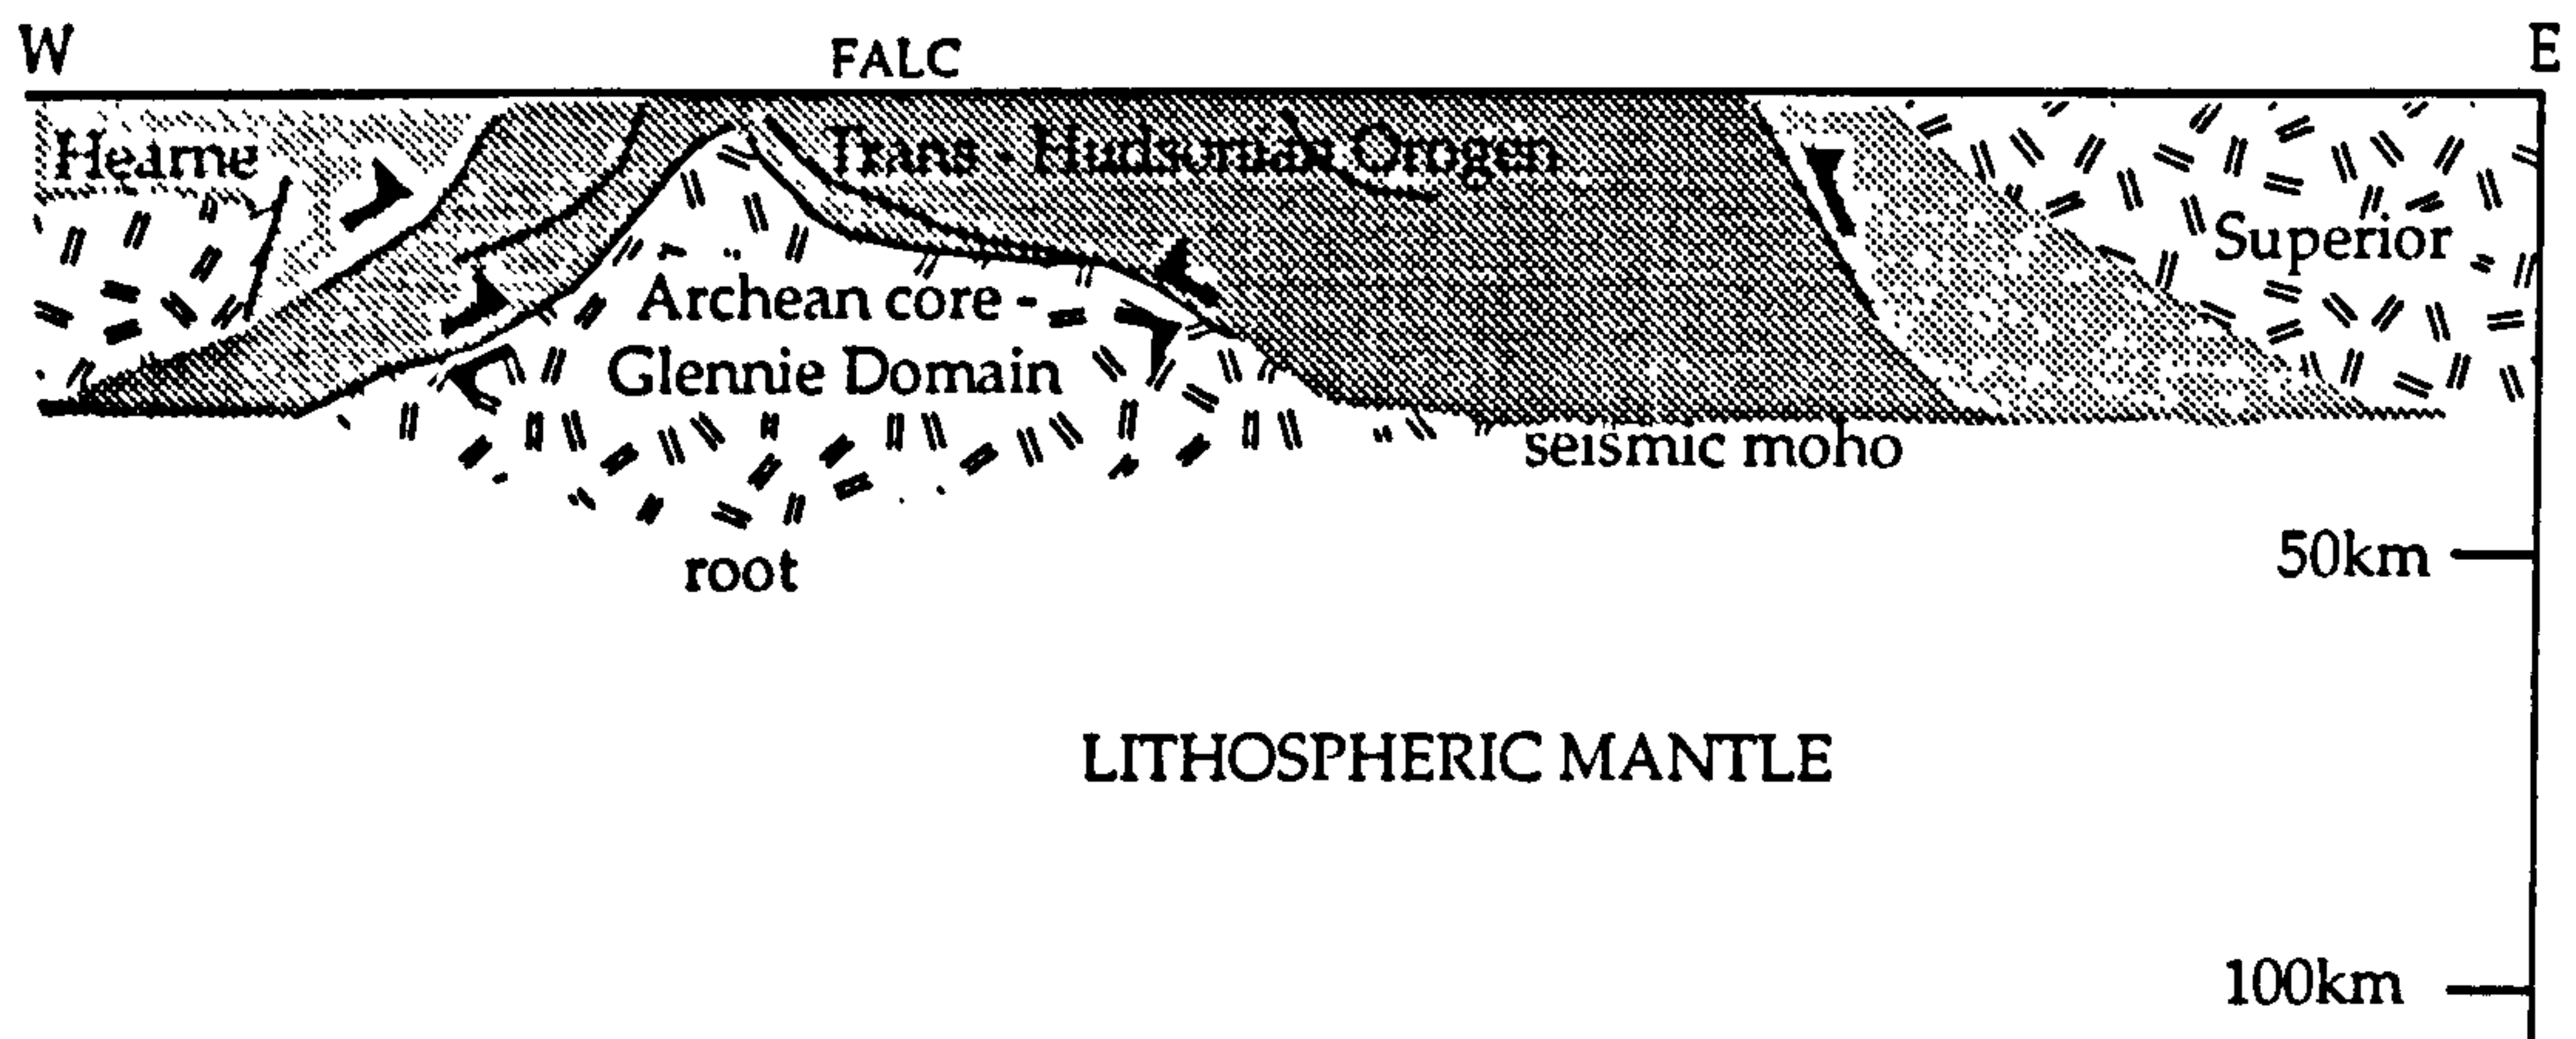 W
FALC
E
Hearne
Trans - Hudsonian Orogen
Superior
Archean core -
Glennie Domain
seismic moho
50km
root
LITHOSPHERIC MANTLE
100km